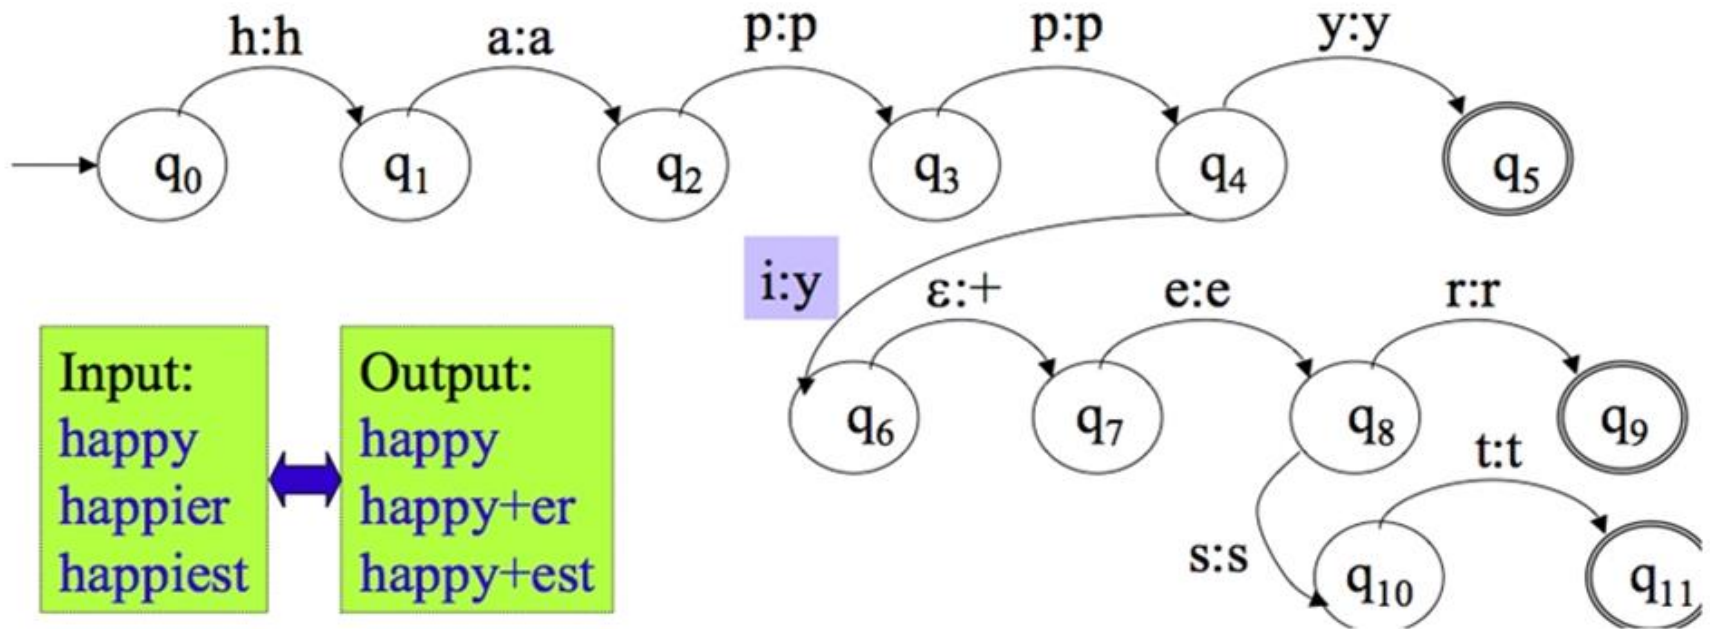 h:h a:a p:p p:p y:y
q₀ q₁ q₂ q₃ q₄ q₅
i:y ε:+ e:e r:r
q₆ q₇ q₈ q₉
s:s t:t
q₁₀ q₁₁
Input:
happy
happier
happiest
Output:
happy
happy+er
happy+est